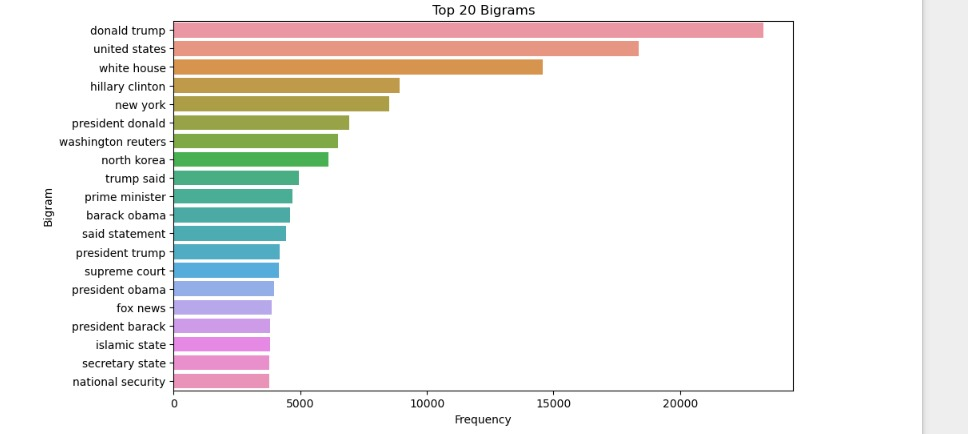 Top 20 Bigrams
donald trump
united states
white house
hillary clinton
new york
president donald
washington reuters
north korea
trump said
prime minister
barack obama
said statement
president trump
supreme court
president obama
fox news
president barack
islamic state
secretary state
national security
Bigram
0 5000 10000 15000 20000
Frequency